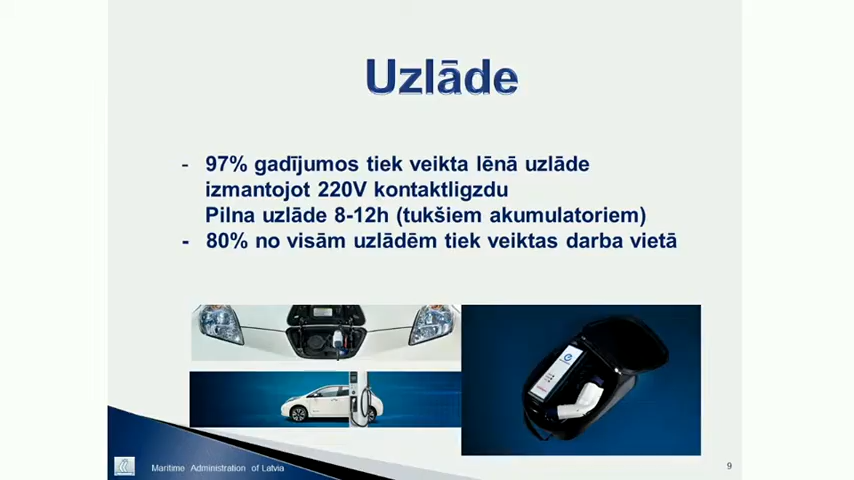 Uzlāde
- 97% gadījumos tiek veikta lēnā uzlāde
izmantojot 220V kontaktligzdu
Pilna uzlāde 8-12h (tukšiem akumulatoriem)
- 80% no visām uzlādēm tiek veiktas darba vietā
Maritime Administration of Latvia
9